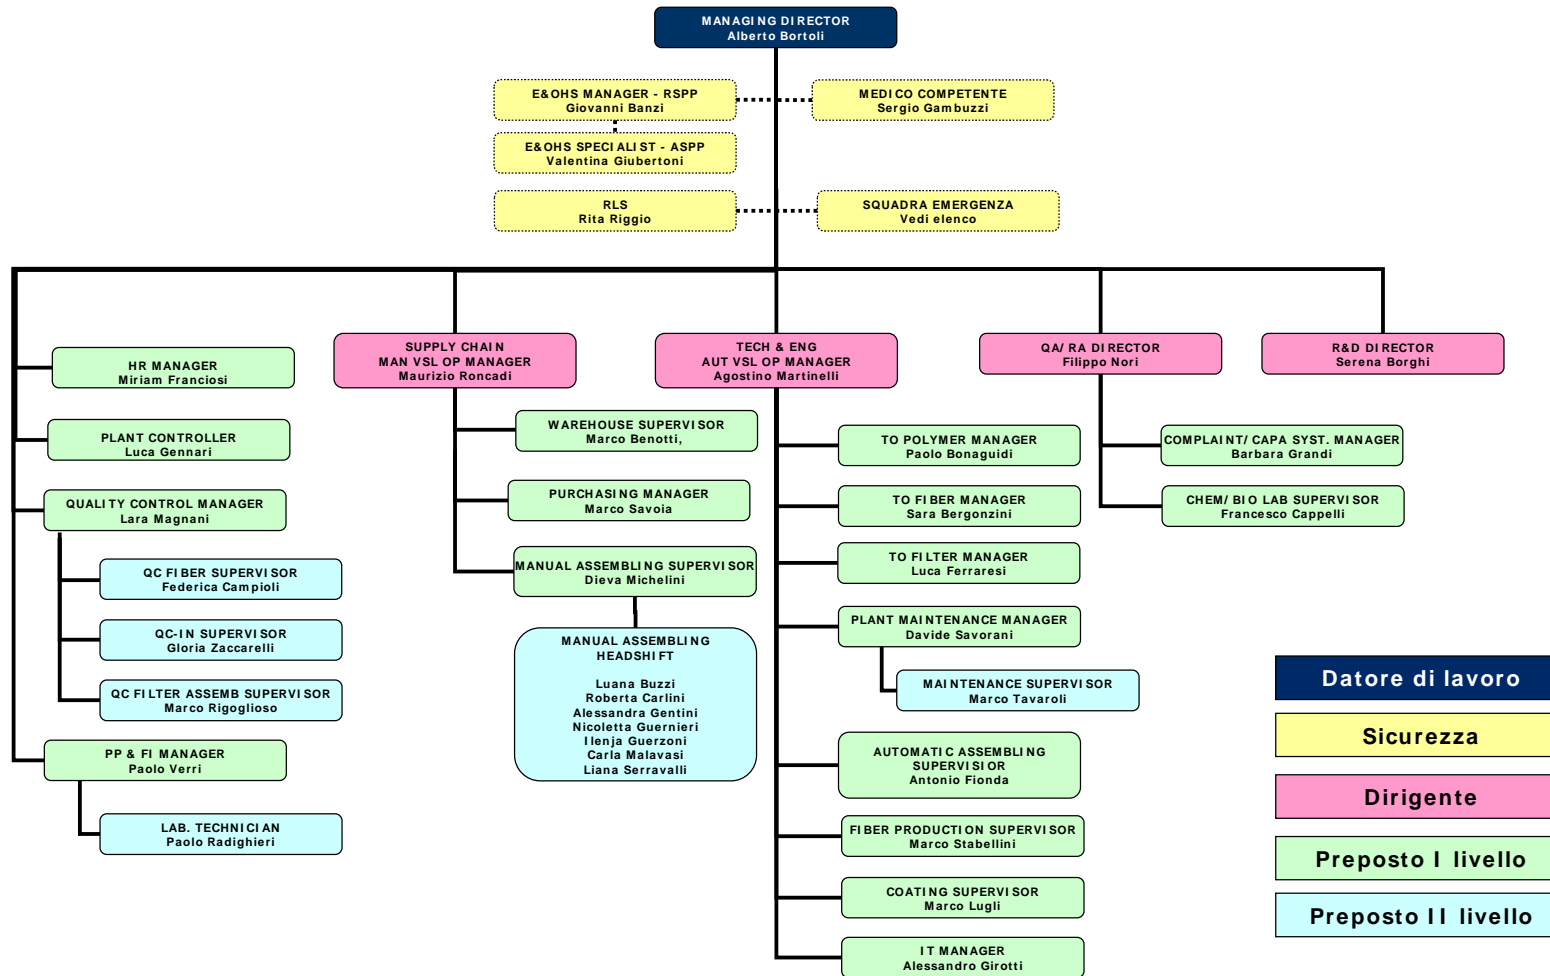 MANAGING DIRECTOR
Alberto Bortoli
E&OHS MANAGER - RSPP
Giovanni Banzi
MEDICO COMPETENTE
Sergio Gambuzzi
E&OHS SPECIALIST - ASPP
Valentina Giubertoni
RLS
Rita Riggio
SQUADRA EMERGENZA
Vedi elenco
HR MANAGER
Miriam Franciosi
PLANT CONTROLLER
Luca Gennari
QUALITY CONTROL MANAGER
Lara Magnani
QC FIBER SUPERVISOR
Federica Campioli
QC-IN SUPERVISOR
Gloria Zaccarelli
QC FILTER ASSEMB SUPERVISOR
Marco Rigoglioso
PP & FI MANAGER
Paolo Verri
LAB. TECHNICIAN
Paolo Radighieri
SUPPLY CHAIN
MAN VSL OP MANAGER
Maurizio Roncadi
WAREHOUSE SUPERVISOR
Marco Benotti,
PURCHASING MANAGER
Marco Savoia
MANUAL ASSEMBLING SUPERVISOR
Dieva Michelini
MANUAL ASSEMBLING
HEADSHIFT
Luana Buzzi
Roberta Carlini
Alessandra Gentini
Nicoletta Guernieri
Ilenja Guerzoni
Carla Malavasi
Liana Serravalli
TECH & ENG
AUT VSL OP MANAGER
Agostino Martinelli
TO POLYMER MANAGER
Paolo Bonaguidi
TO FIBER MANAGER
Sara Bergonzini
TO FILTER MANAGER
Luca Ferraresi
PLANT MAINTENANCE MANAGER
Davide Savorani
MAINTENANCE SUPERVISOR
Marco Tavaroli
AUTOMATIC ASSEMBLING
SUPERVISIOR
Antonio Fionda
FIBER PRODUCTION SUPERVISOR
Marco Stabellini
COATING SUPERVISOR
Marco Lugli
IT MANAGER
Alessandro Girotti
QA/RA DIRECTOR
Filippo Nori
COMPLAINT/CAPA SYST. MANAGER
Barbara Grandi
CHEM/BIO LAB SUPERVISOR
Francesco Cappelli
R&D DIRECTOR
Serena Borghi
Datore di lavoro
Sicurezza
Dirigente
Preposto I livello
Preposto II livello